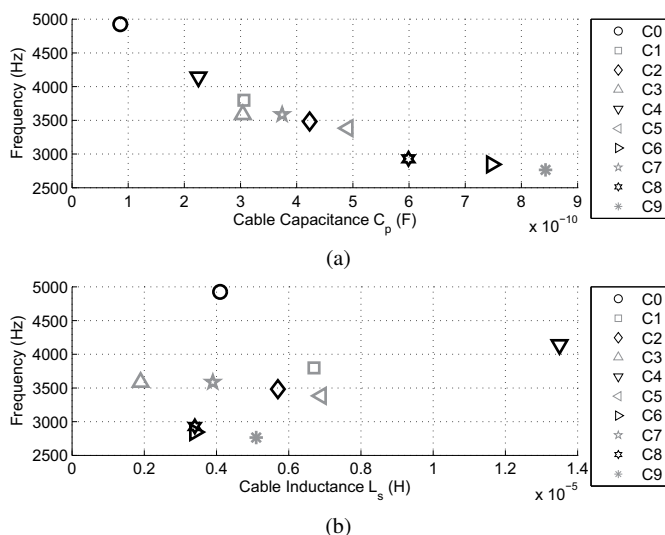 5000
4500
4000
3500
3000
2500
Frequency (Hz)
0 1 2 3 4 5 6 7 8 9
x 10^-10
Cable Capacitance C_p (F)
C0
C1
C2
C3
C4
C5
C6
C7
C8
C9
(a)
5000
4500
4000
3500
3000
2500
Frequency (Hz)
0 0.2 0.4 0.6 0.8 1 1.2 1.4
x 10^-5
Cable Inductance L_s (H)
C0
C1
C2
C3
C4
C5
C6
C7
C8
C9
(b)